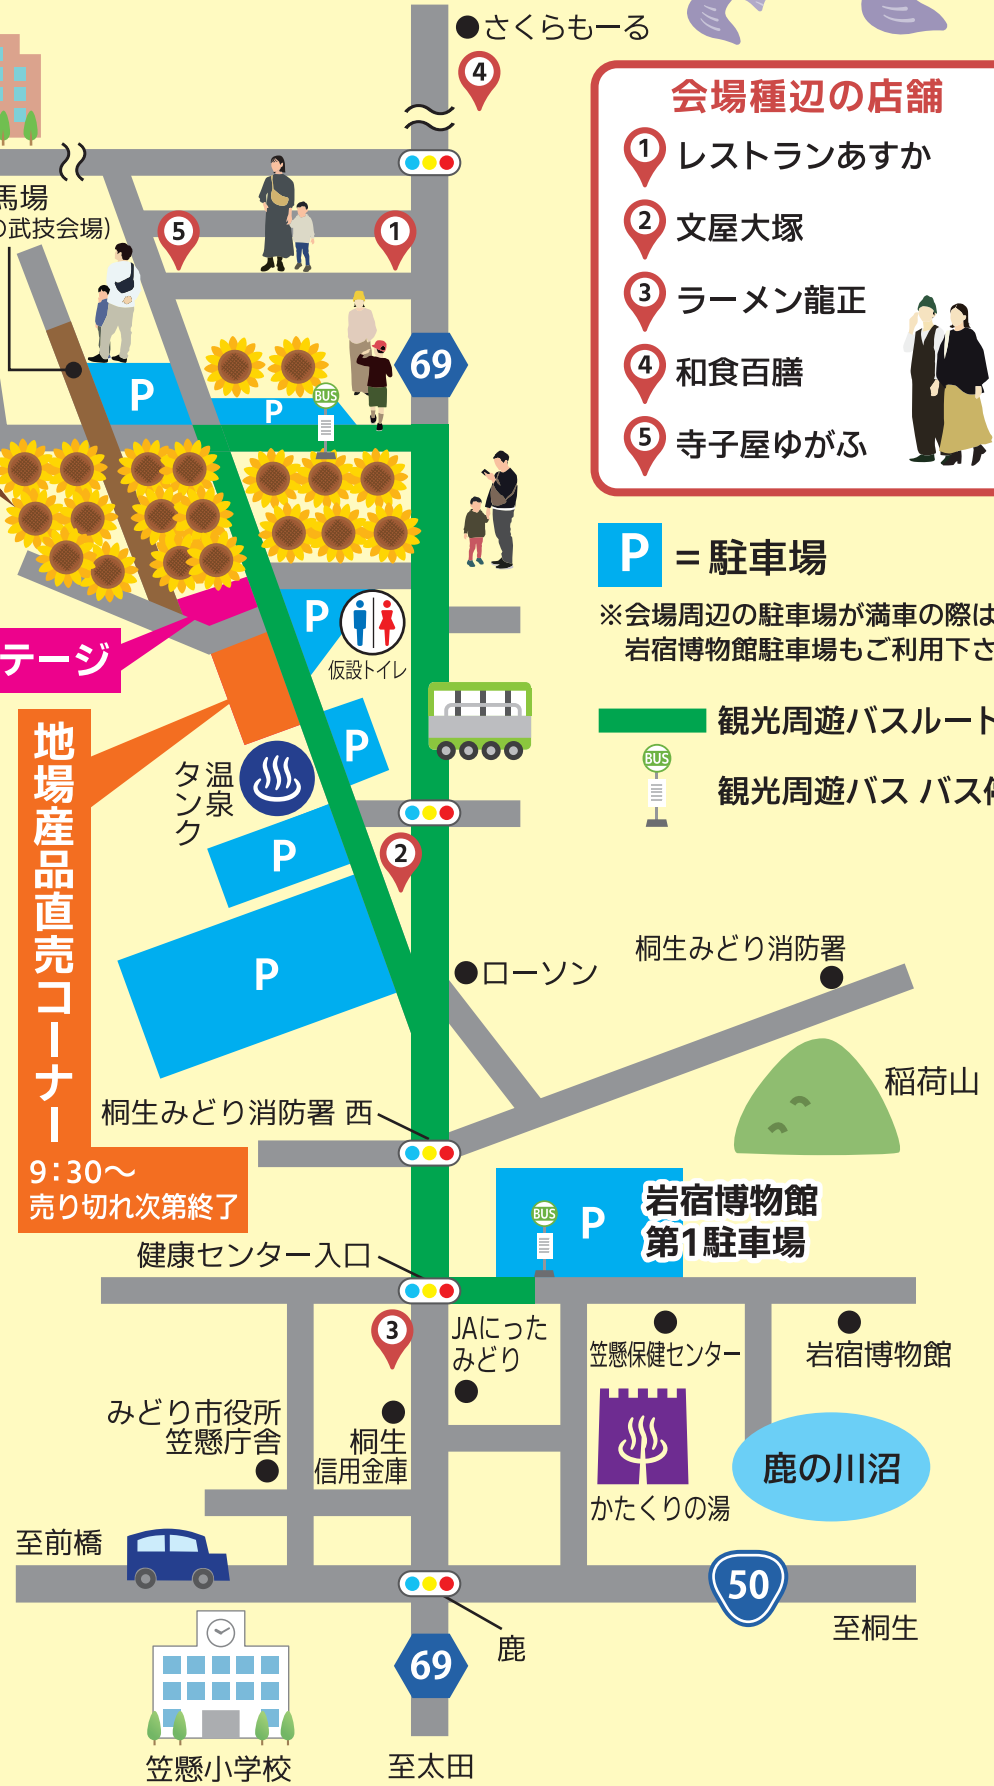 さくらもーる
4
会場種辺の店舗
1 レストランあすか
2 文屋大塚
3 ラーメン龍正
4 和食百膳
5 寺子屋ゆがふ
P =駐車場
※会場周辺の駐車場が満車の際は
岩宿博物館駐車場もご利用下さ
観光周遊バスルート
BUS
観光周遊バス バス停
馬場
の武技会場)
5
1
69
P
P
BUS
P
仮設トイレ
テージ
地場産品直売コーナー
9:30〜
売り切れ次第終了
P
温泉
タンク
P
2
P
ローソン
桐生みどり消防署
稲荷山
桐生みどり消防署 西
BUS
P
岩宿博物館
第1駐車場
健康センター入口
3
JAにった
みどり
笠懸保健センター
岩宿博物館
みどり市役所
笠懸庁舎
桐生
信用金庫
かたくりの湯
鹿の川沼
至前橋
50
至桐生
鹿
69
笠懸小学校
至太田